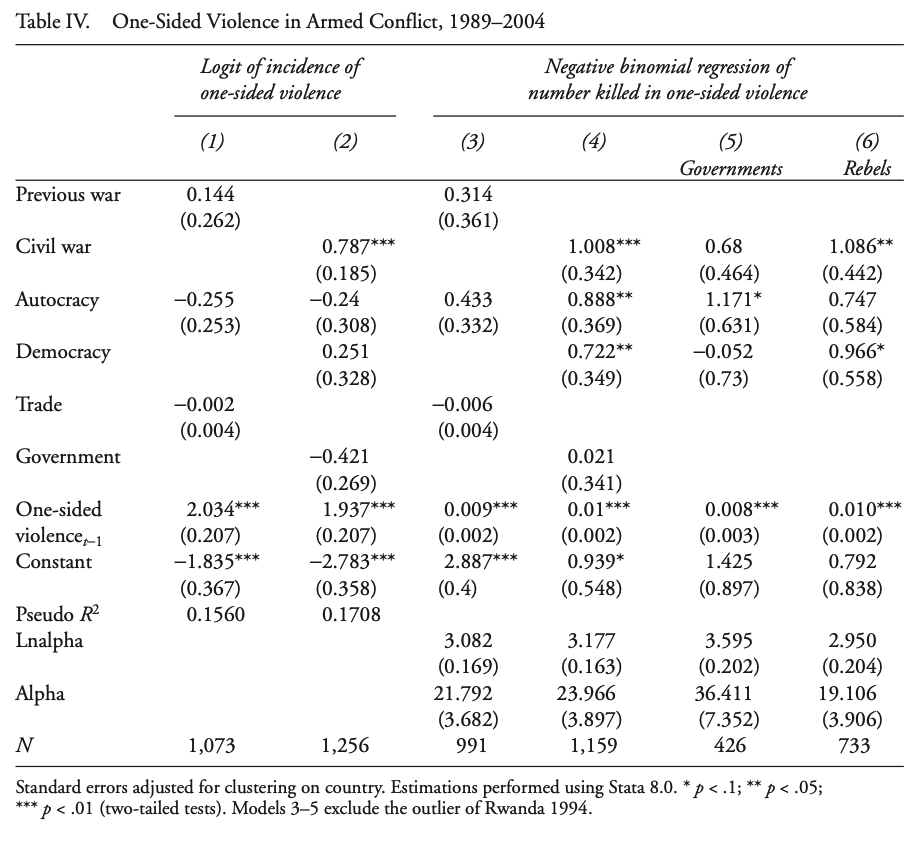 Table IV. One-Sided Violence in Armed Conflict, 1989–2004
Logit of incidence of one-sided violence Negative binomial regression of number killed in one-sided violence
(1) (2) (3) (4) (5) (6)
Governments Rebels
Previous war 0.144 0.314
(0.262) (0.361)
Civil war 0.787*** 1.008*** 0.68 1.086**
(0.185) (0.342) (0.464) (0.442)
Autocracy −0.255 −0.24 0.433 0.888** 1.171* 0.747
(0.253) (0.308) (0.332) (0.369) (0.631) (0.584)
Democracy 0.251 0.722** −0.052 0.966*
(0.328) (0.349) (0.73) (0.558)
Trade −0.002 −0.006
(0.004) (0.004)
Government −0.421 0.021
(0.269) (0.341)
One-sided 2.034*** 1.937*** 0.009*** 0.01*** 0.008*** 0.010***
violence t–1 (0.207) (0.207) (0.002) (0.002) (0.003) (0.002)
Constant −1.835*** −2.783*** 2.887*** 0.939* 1.425 0.792
(0.367) (0.358) (0.4) (0.548) (0.897) (0.838)
Pseudo R² 0.1560 0.1708
Lnalpha 3.082 3.177 3.595 2.950
(0.169) (0.163) (0.202) (0.204)
Alpha 21.792 23.966 36.411 19.106
(3.682) (3.897) (7.352) (3.906)
N 1,073 1,256 991 1,159 426 733
Standard errors adjusted for clustering on country. Estimations performed using Stata 8.0. * p < .1; ** p < .05;
*** p < .01 (two-tailed tests). Models 3–5 exclude the outlier of Rwanda 1994.